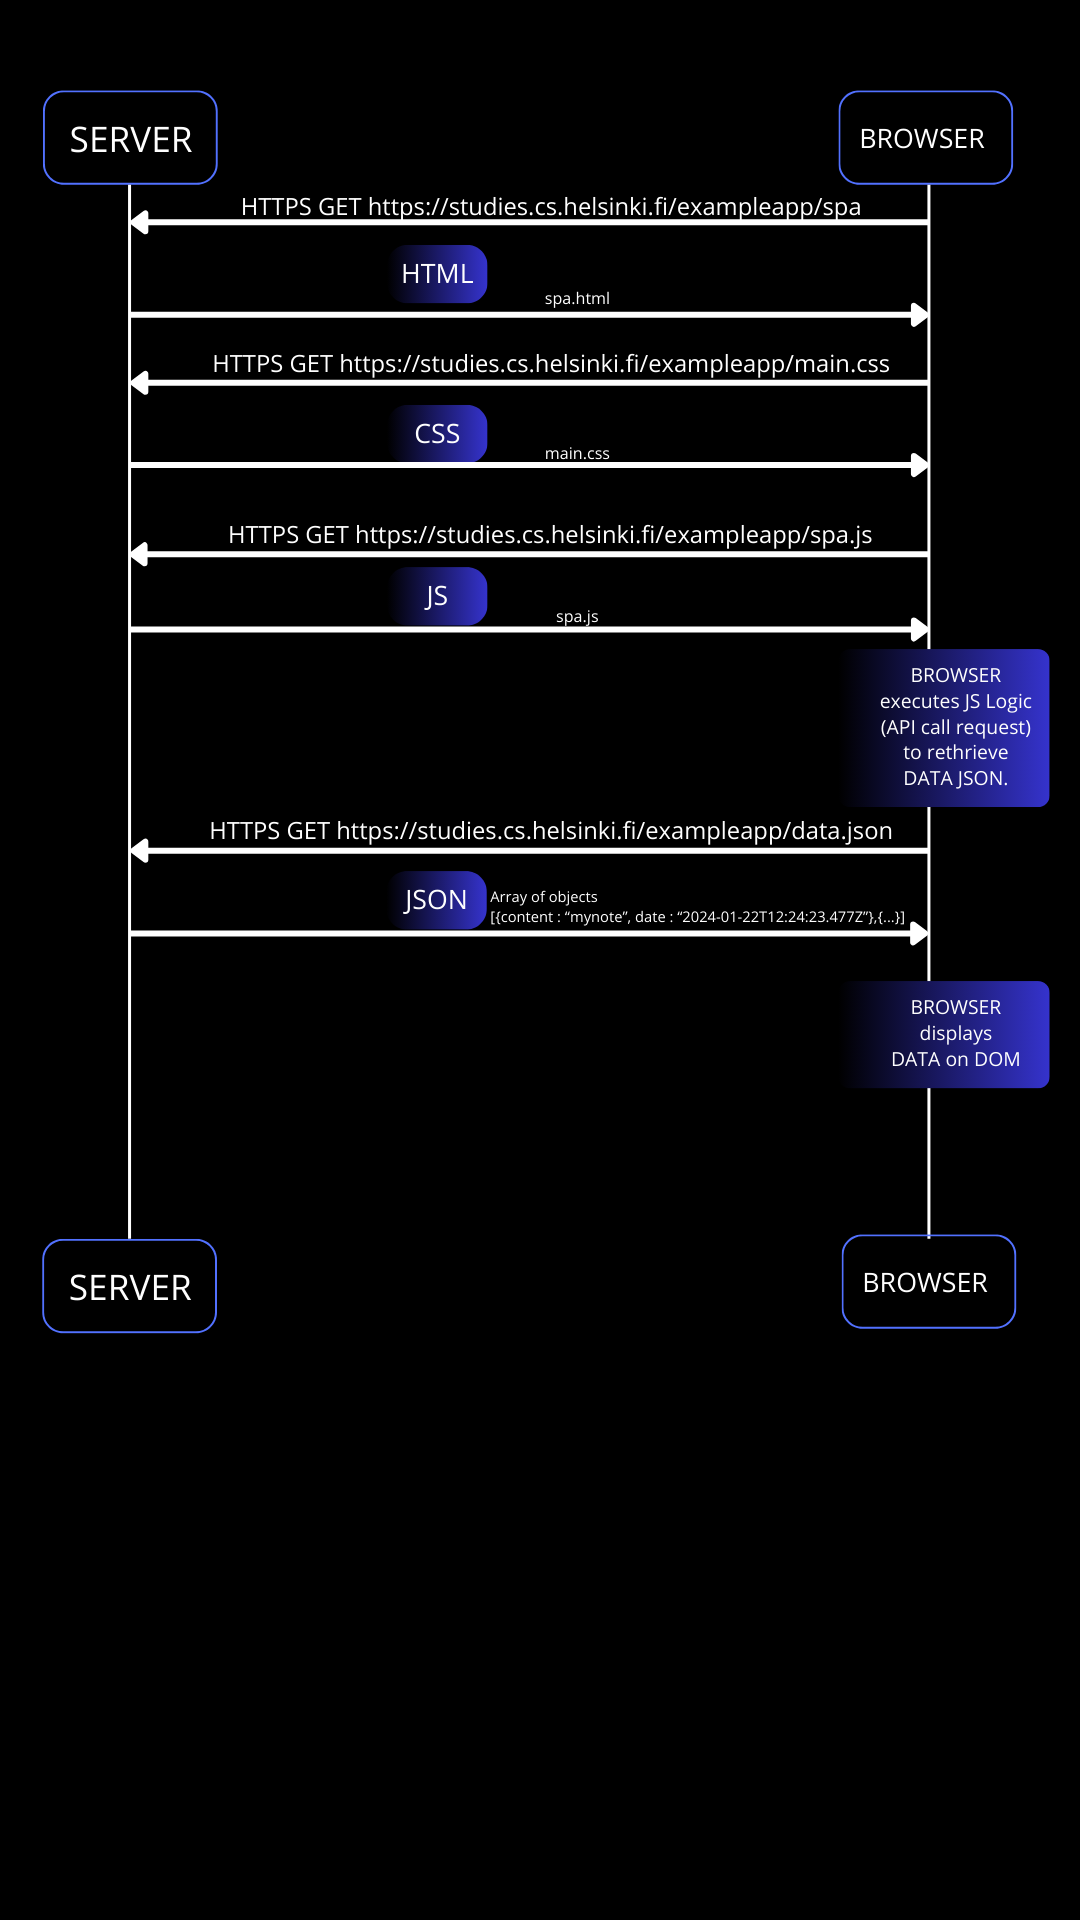 SERVER
BROWSER
HTTPS GET https://studies.cs.helsinki.fi/exampleapp/spa
HTML
spa.html
HTTPS GET https://studies.cs.helsinki.fi/exampleapp/main.css
CSS
main.css
HTTPS GET https://studies.cs.helsinki.fi/exampleapp/spa.js
JS
spa.js
BROWSER
executes JS Logic
(API call request)
to rethrieve
DATA JSON.
HTTPS GET https://studies.cs.helsinki.fi/exampleapp/data.json
JSON
Array of objects
[{content : “mynote”, date : “2024-01-22T12:24:23.477Z”},{...}]
BROWSER
displays
DATA on DOM
SERVER
BROWSER